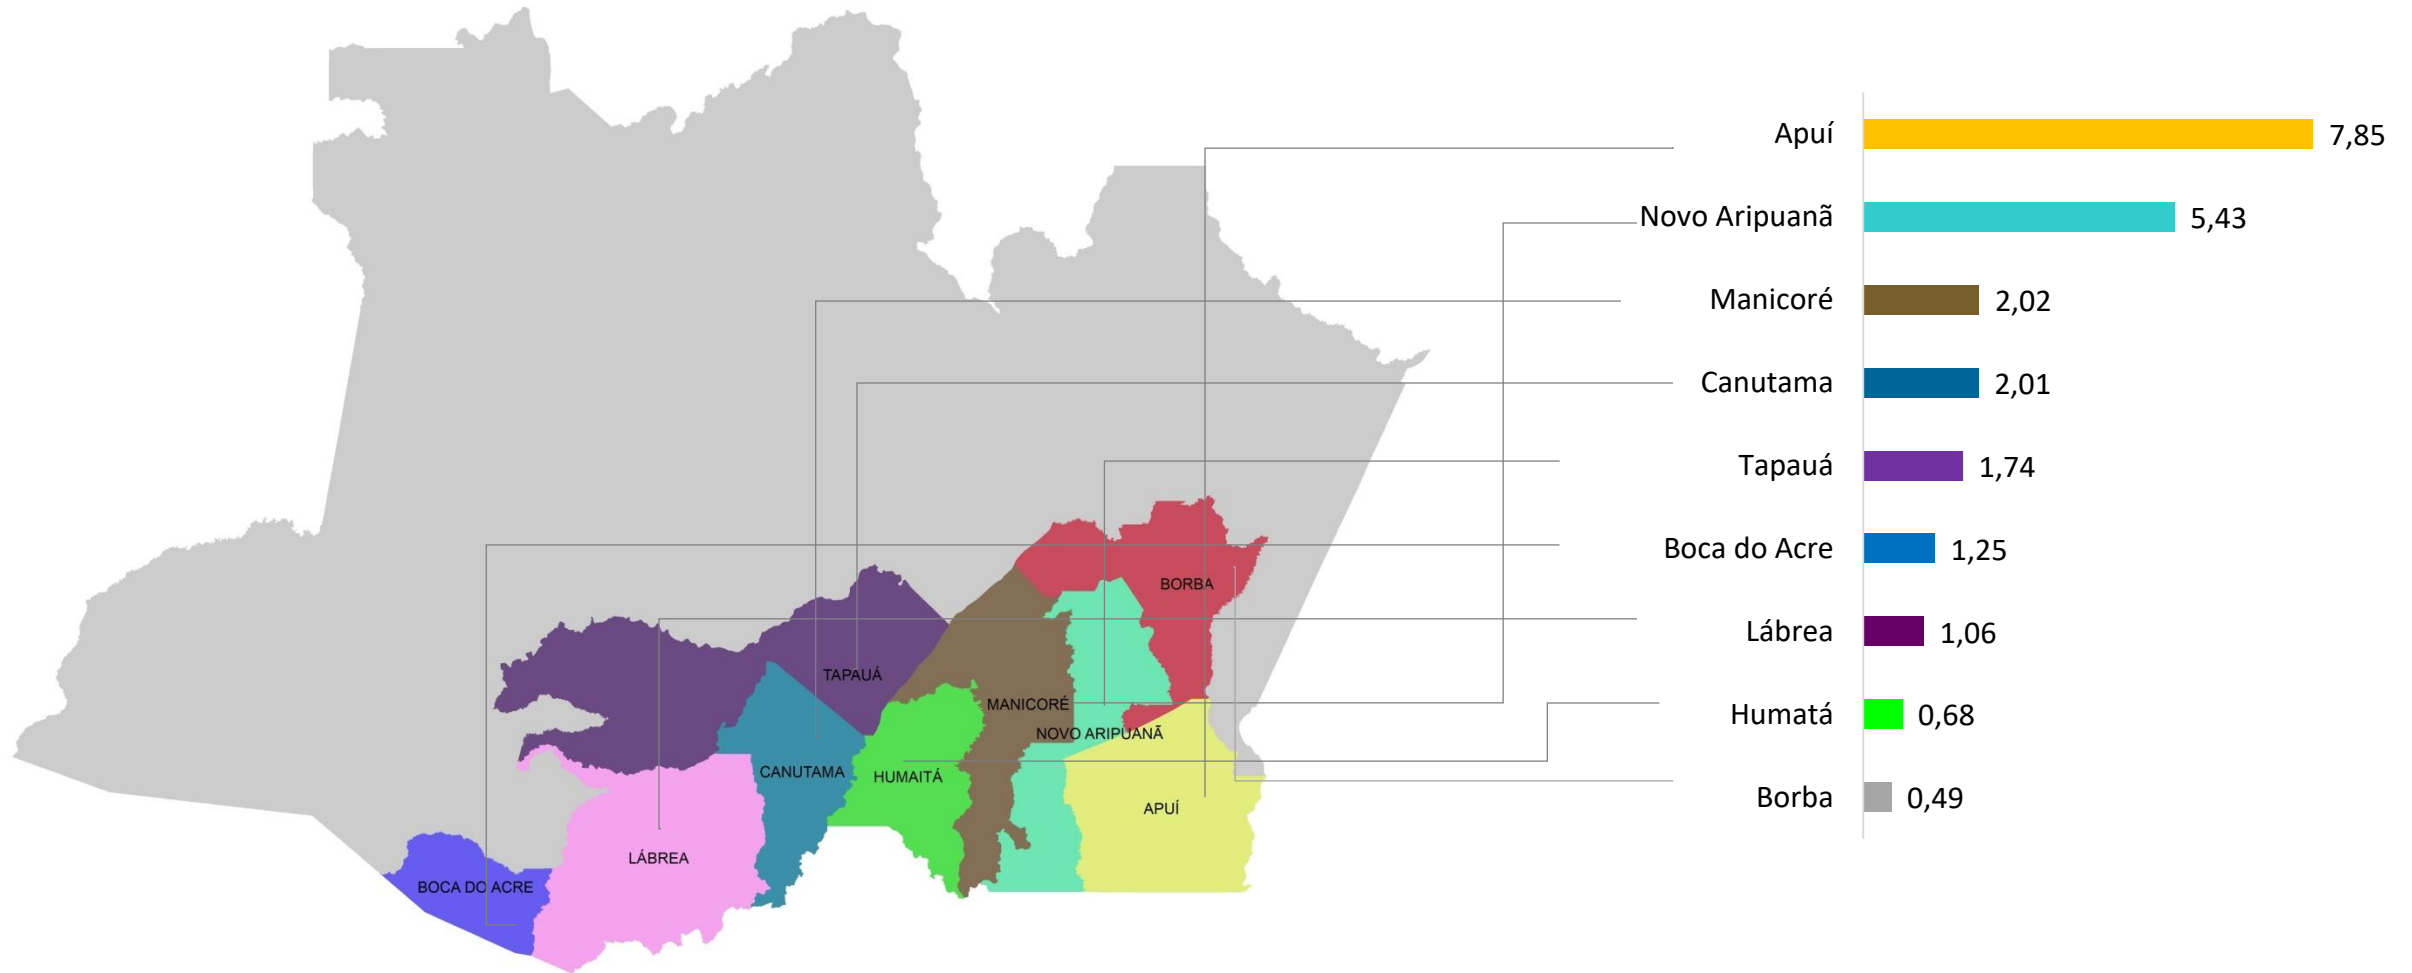 BORBA
TAPAUÁ
MANICORÉ
NOVO ARIPUANÃ
CANUTAMA
HUMAITÁ
APUÍ
LÁBREA
BOCA DO ACRE
Apuí 7,85
Novo Aripuanã 5,43
Manicoré 2,02
Canutama 2,01
Tapauá 1,74
Boca do Acre 1,25
Lábrea 1,06
Humatá 0,68
Borba 0,49